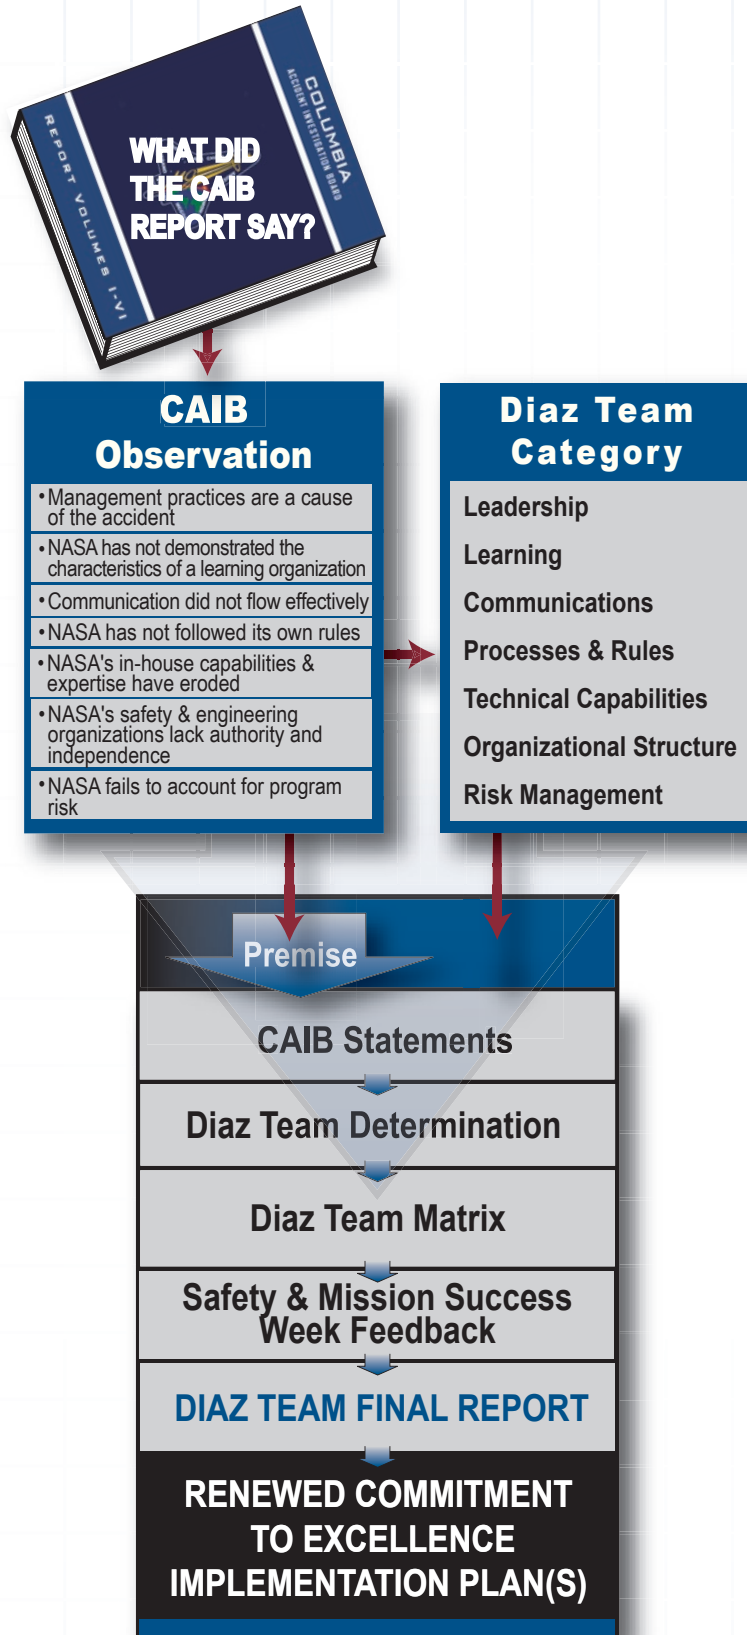 REPORT VOLUMES I-VI
WHAT DID
THE CAIB
REPORT SAY?
COLUMBIA
ACCIDENT INVESTIGATION BOARD
CAIB
Observation
• Management practices are a cause
of the accident
• NASA has not demonstrated the
characteristics of a learning organization
• Communication did not flow effectively
• NASA has not followed its own rules
• NASA's in-house capabilities &
expertise have eroded
• NASA's safety & engineering
organizations lack authority and
independence
• NASA fails to account for program
risk
Diaz Team
Category
Leadership
Learning
Communications
Processes & Rules
Technical Capabilities
Organizational Structure
Risk Management
Premise
CAIB Statements
Diaz Team Determination
Diaz Team Matrix
Safety & Mission Success
Week Feedback
DIAZ TEAM FINAL REPORT
RENEWED COMMITMENT
TO EXCELLENCE
IMPLEMENTATION PLAN(S)